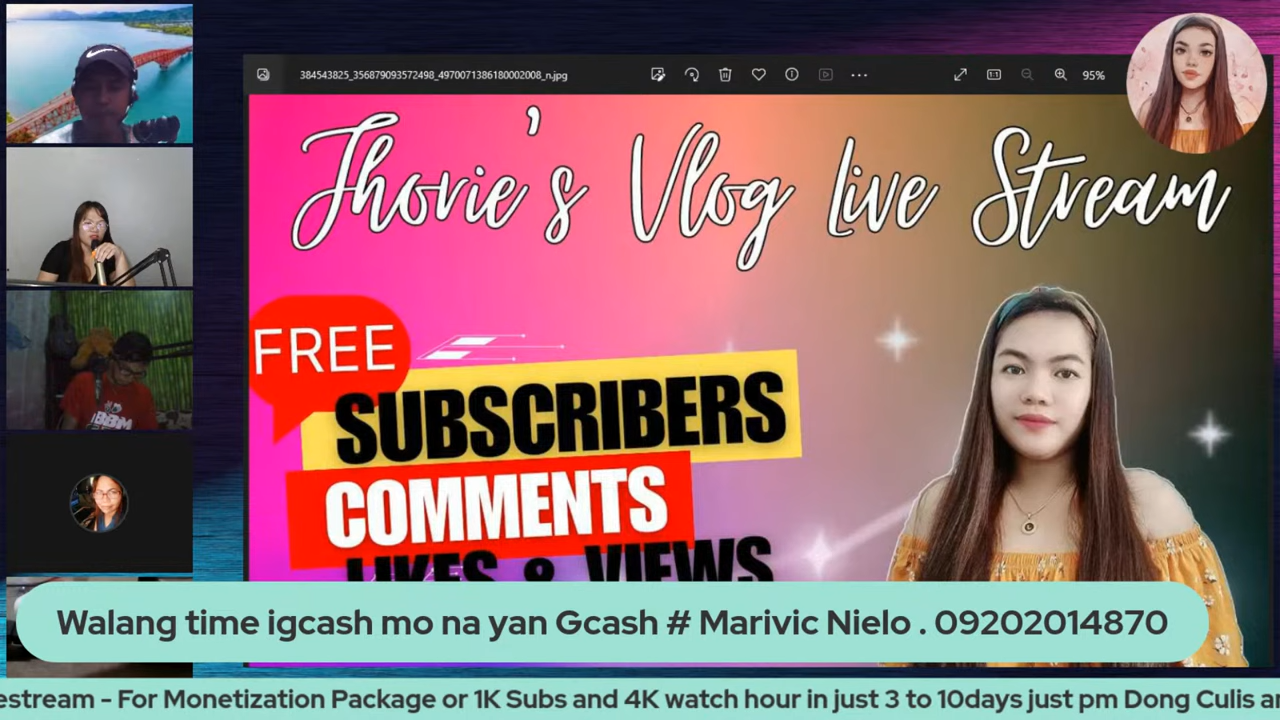 384543825_356879093572498_4970071386180002008_n.jpg
95%
Jhovie's Vlog Live Stream
FREE
SUBSCRIBERS
COMMENTS
LIKES & VIEWS
Walang time igcash mo na yan Gcash # Marivic Nielo . 09202014870
estream - For Monetization Package or 1K Subs and 4K watch hour in just 3 to 10days just pm Dong Culis a